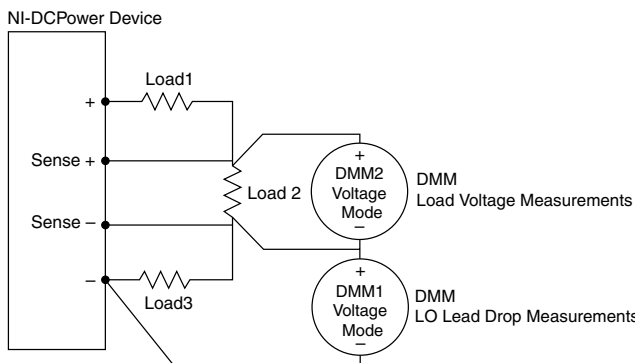 NI-DCPower Device
Load1
+
Sense +
Load 2
Sense –
–
Load3
+
DMM2
Voltage
Mode
–
DMM
Load Voltage Measurements
+
DMM1
Voltage
Mode
–
DMM
LO Lead Drop Measurements